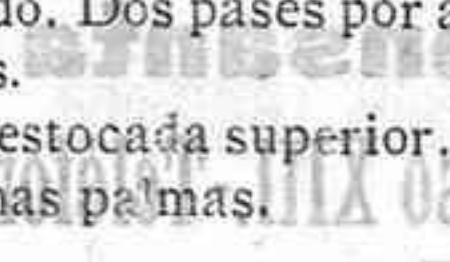 do. Dos pases por a
s.
estocada superior.
nas palmas.